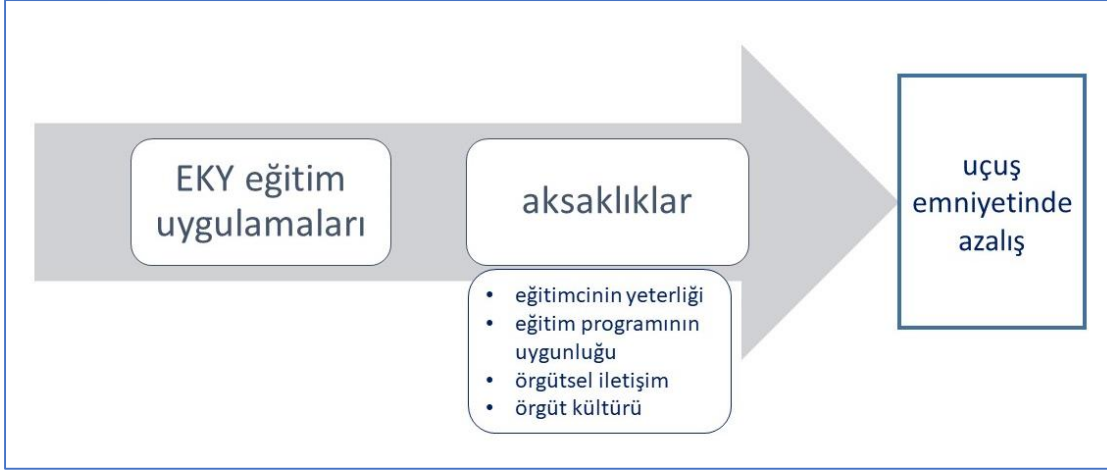 EKY eğitim
uygulamaları
aksaklıklar
• eğitimcinin yeterliği
• eğitim programının
uygunluğu
• örgütsel iletişim
• örgüt kültürü
uçuş
emniyetinde
azalış